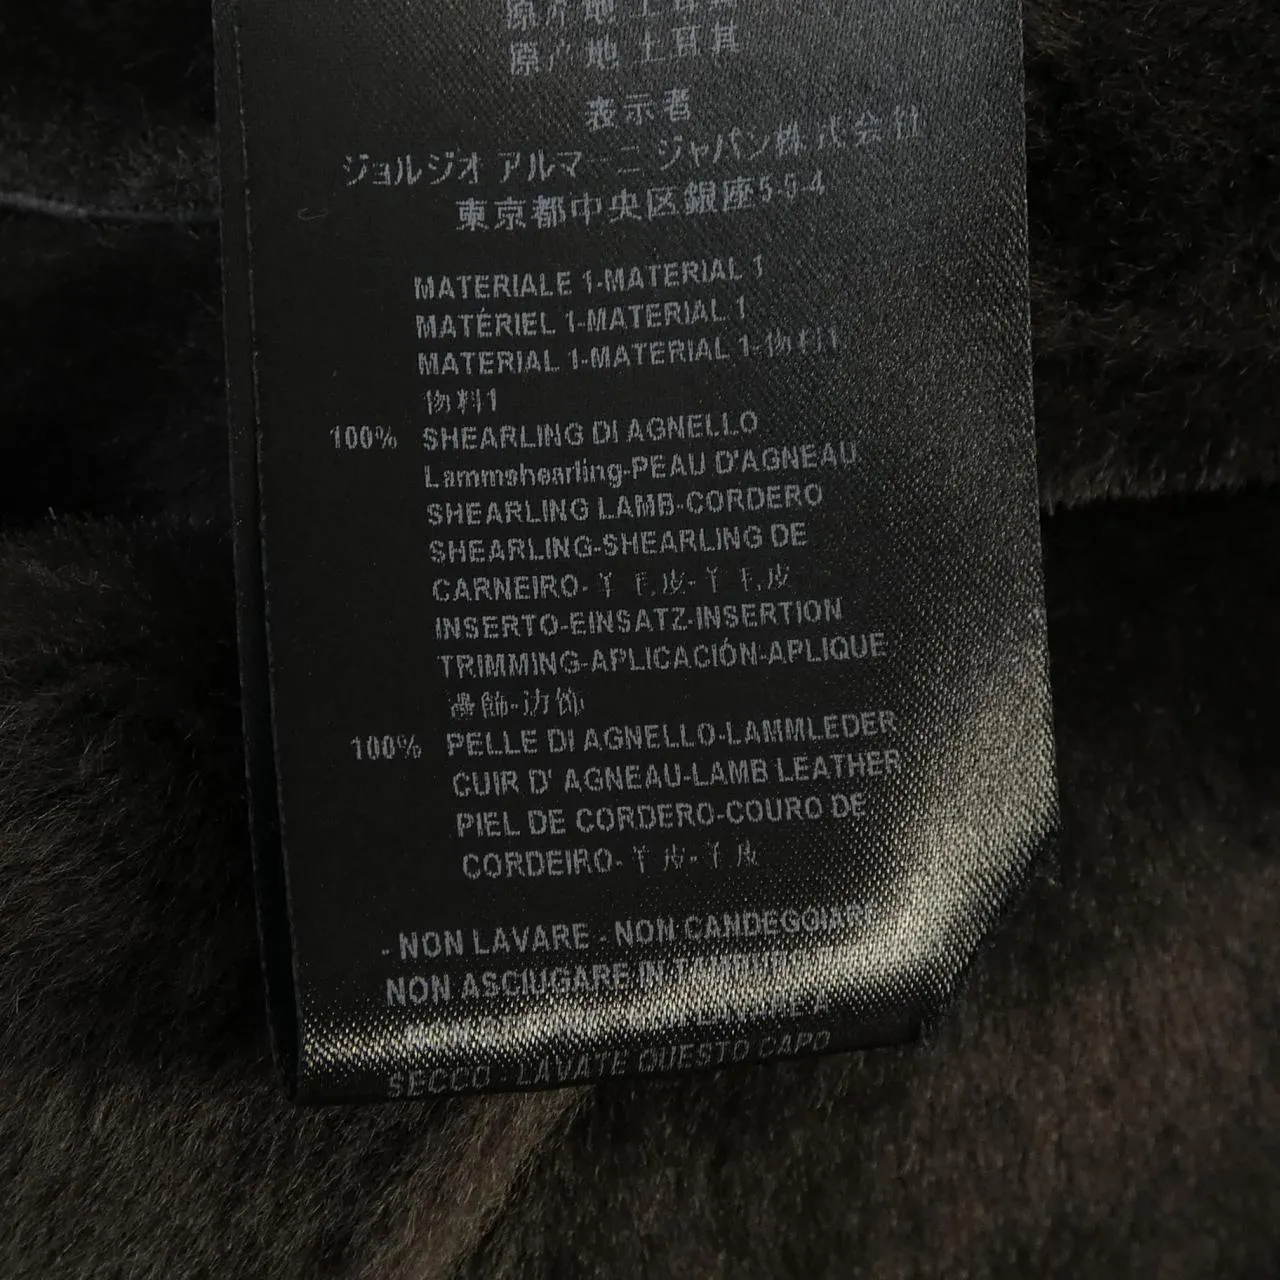 原产地土耳其
表示者
ジョルジオ アルマーニ ジャパン株式会社
東京都中央区銀座5-5-4
MATERIALE 1-MATERIAL 1
MATÉRIEL 1-MATERIAL 1
MATERIAL 1-MATERIAL 1-物料1
物料1
100% SHEARLING DI AGNELLO
Lammshearling-PEAU D'AGNEAU
SHEARLING LAMB-CORDERO
SHEARLING-SHEARLING DE
CARNEIRO-羊毛皮-羊毛皮
INSERTO-EINSATZ-INSERTION
TRIMMING-APLICACIÓN-APLIQUE
邊飾-边饰
100% PELLE DI AGNELLO-LAMMLEDER
CUIR D' AGNEAU-LAMB LEATHER
PIEL DE CORDERO-COURO DE
CORDEIRO-羊皮-羊皮
- NON LAVARE - NON CANDEGGIARE
NON ASCIUGARE IN TAMBURO
NON
SECCO LAVATE QUESTO CAPO